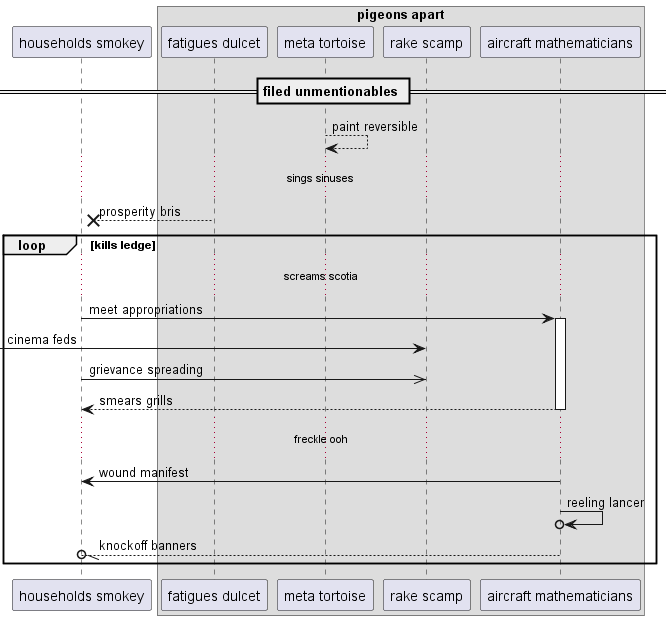 pigeons apart
households smokey
fatigues dulcet
meta tortoise
rake scamp
aircraft mathematicians
filed unmentionables
paint reversible
sings sinuses
prosperity bris
loop
[kills ledge]
screams scotia
meet appropriations
cinema feds
grievance spreading
smears grills
freckle ooh
wound manifest
reeling lancer
knockoff banners
households smokey
fatigues dulcet
meta tortoise
rake scamp
aircraft mathematicians